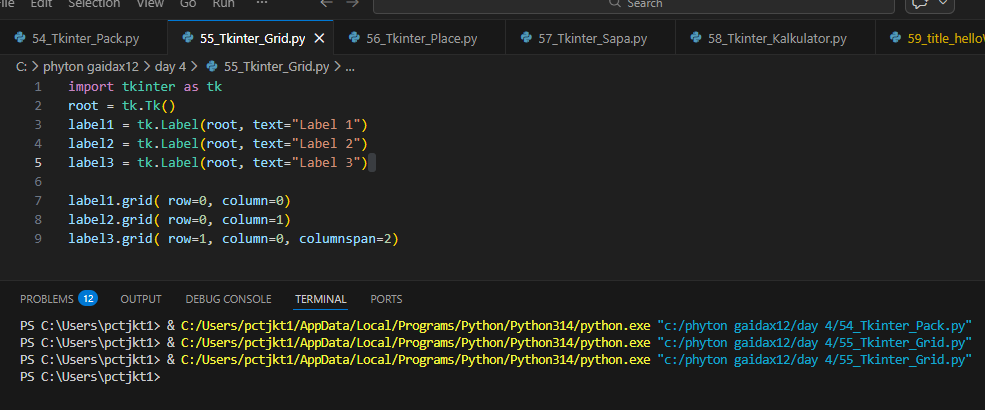 File Edit Selection View Go Run ... Search
54_Tkinter_Pack.py 55_Tkinter_Grid.py 56_Tkinter_Place.py 57_Tkinter_Sapa.py 58_Tkinter_Kalkulator.py
C: > phyton gaidax12 > day 4 > 55_Tkinter_Grid.py > ...
1 import tkinter as tk
2 root = tk.Tk()
3 label1 = tk.Label(root, text="Label 1")
4 label2 = tk.Label(root, text="Label 2")
5 label3 = tk.Label(root, text="Label 3")
6
7 label1.grid( row=0, column=0)
8 label2.grid( row=0, column=1)
9 label3.grid( row=1, column=0, columnspan=2)
PROBLEMS 12 OUTPUT DEBUG CONSOLE TERMINAL PORTS
PS C:\Users\pctjkt1> & C:/Users/pctjkt1/AppData/Local/Programs/Python/Python314/python.exe "c:/phyton gaidax12/day 4/54_Tkinter_Pack.py"
PS C:\Users\pctjkt1> & C:/Users/pctjkt1/AppData/Local/Programs/Python/Python314/python.exe "c:/phyton gaidax12/day 4/55_Tkinter_Grid.py"
PS C:\Users\pctjkt1> & C:/Users/pctjkt1/AppData/Local/Programs/Python/Python314/python.exe "c:/phyton gaidax12/day 4/55_Tkinter_Grid.py"
PS C:\Users\pctjkt1>